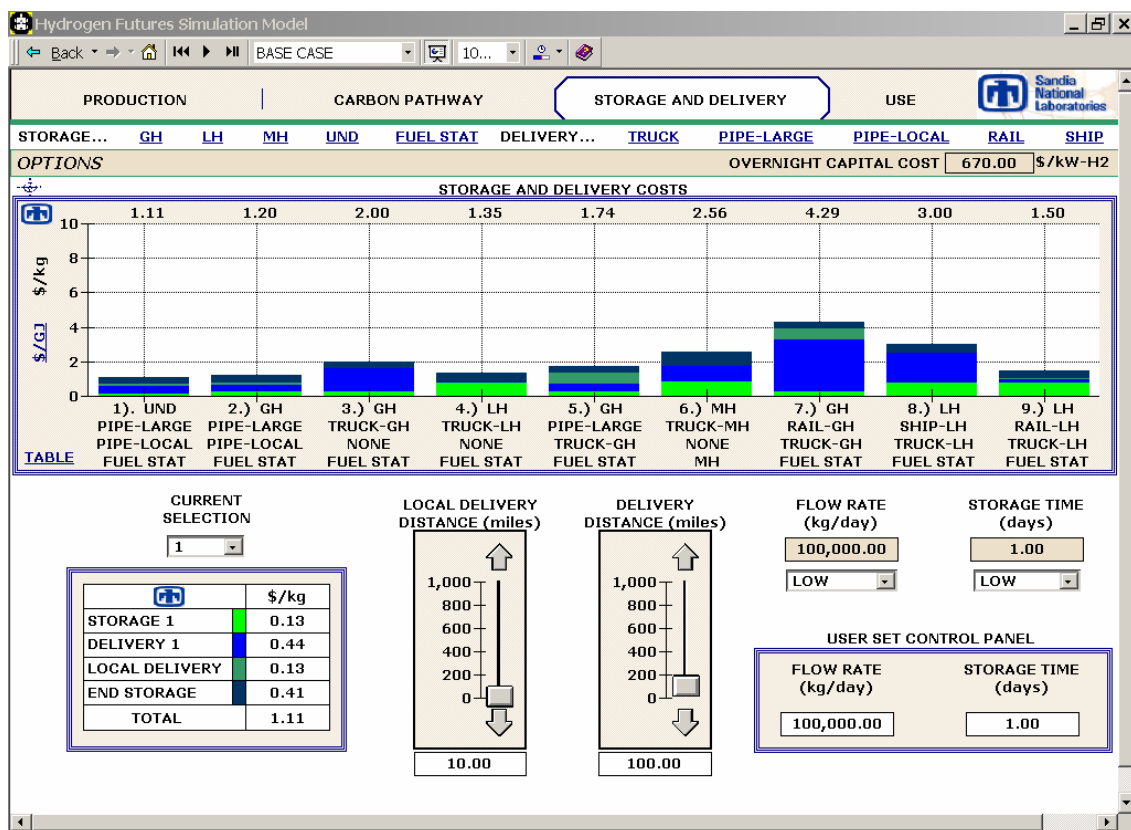 Hydrogen Futures Simulation Model
Back BASE CASE 10...
PRODUCTION CARBON PATHWAY STORAGE AND DELIVERY USE
Sandia
National
Laboratories
STORAGE... GH LH MH UND FUEL STAT DELIVERY... TRUCK PIPE-LARGE PIPE-LOCAL RAIL SHIP
OPTIONS OVERNIGHT CAPITAL COST 670.00 $/kW-H2
STORAGE AND DELIVERY COSTS
1.11 1.20 2.00 1.35 1.74 2.56 4.29 3.00 1.50
10
8
6
4
2
0
$/kg
$/GJ
1). UND 2.) GH 3.) GH 4.) LH 5.) GH 6.) MH 7.) GH 8.) LH 9.) LH
PIPE-LARGE PIPE-LARGE TRUCK-GH TRUCK-LH PIPE-LARGE TRUCK-MH RAIL-GH SHIP-LH RAIL-LH
PIPE-LOCAL PIPE-LOCAL NONE NONE TRUCK-GH NONE TRUCK-GH TRUCK-LH TRUCK-LH
TABLE FUEL STAT FUEL STAT FUEL STAT FUEL STAT FUEL STAT MH FUEL STAT FUEL STAT FUEL STAT
CURRENT
SELECTION
1
$/kg
STORAGE 1 0.13
DELIVERY 1 0.44
LOCAL DELIVERY 0.13
END STORAGE 0.41
TOTAL 1.11
LOCAL DELIVERY
DISTANCE (miles)
1,000
800
600
400
200
0
10.00
DELIVERY
DISTANCE (miles)
1,000
800
600
400
200
0
100.00
FLOW RATE
(kg/day)
100,000.00
LOW
STORAGE TIME
(days)
1.00
LOW
USER SET CONTROL PANEL
FLOW RATE
(kg/day)
100,000.00
STORAGE TIME
(days)
1.00